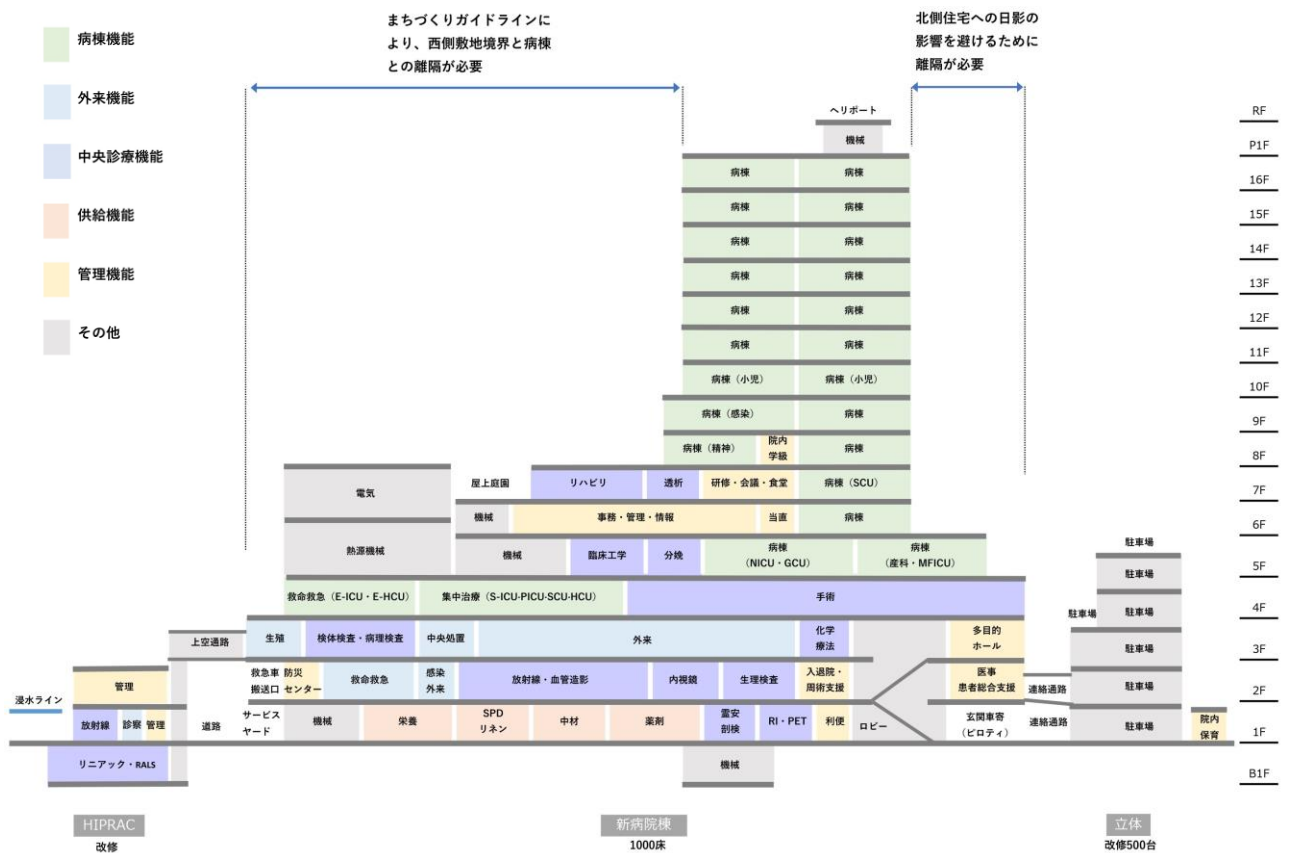 病棟機能
外来機能
中央診療機能
供給機能
管理機能
その他
まちづくりガイドラインに
より、西側敷地境界と病棟
との離隔が必要
北側住宅への日影の
影響を避けるために
離隔が必要
ヘリポート
RF
機械
P1F
病棟 病棟
16F
病棟 病棟
15F
病棟 病棟
14F
病棟 病棟
13F
病棟 病棟
12F
病棟 病棟
11F
病棟（小児） 病棟（小児）
10F
病棟（感染） 病棟
9F
病棟（精神） 院内
学級
病棟
8F
電気
屋上庭園
リハビリ
透析
研修・会議・食堂
病棟（SCU）
7F
機械
事務・管理・情報
当直
病棟
6F
熱源機械
機械
臨床工学
分娩
病棟
（NICU・GCU）
病棟
（産科・MFICU）
駐車場
駐車場
5F
救命救急（E-ICU・E-HCU）
集中治療（S-ICU・PICU・SCU・HCU）
手術
駐車場
駐車場
4F
上空通路
生殖
検体検査・病理検査
中央処置
外来
化学
療法
多目的
ホール
駐車場
3F
浸水ライン
管理
救急車
搬送口
防災
センター
救命救急
感染
外来
放射線・血管造影
内視鏡
生理検査
入退院・
周術支援
医事
患者総合支援
連絡通路
駐車場
2F
放射線
診察
管理
道路
サービス
ヤード
機械
栄養
SPD
リネン
中材
薬剤
霊安
剖検
RI・PET
利便
ロビー
玄関車寄
（ピロティ）
連絡通路
駐車場
院内
保育
1F
リニアック・RALS
機械
B1F
HIPRAC
改修
新病院棟
1000床
立体
改修500台